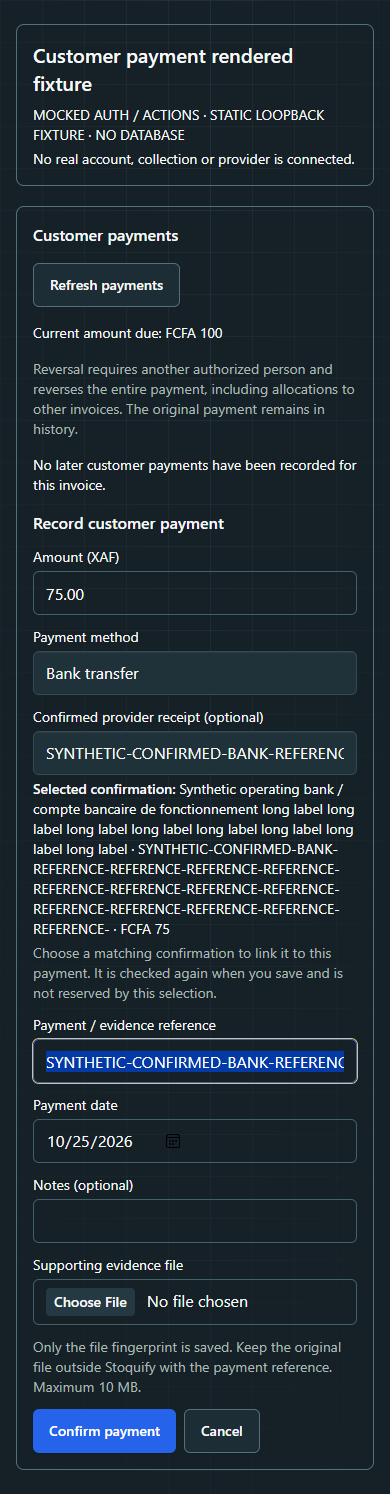 Customer payment rendered
fixture
MOCKED AUTH / ACTIONS · STATIC LOOPBACK
FIXTURE · NO DATABASE
No real account, collection or provider is connected.
Customer payments
Refresh payments
Current amount due: FCFA 100
Reversal requires another authorized person and
reverses the entire payment, including allocations to
other invoices. The original payment remains in
history.
No later customer payments have been recorded for
this invoice.
Record customer payment
Amount (XAF)
75.00
Payment method
Bank transfer
Confirmed provider receipt (optional)
SYNTHETIC-CONFIRMED-BANK-REFERENC
Selected confirmation: Synthetic operating bank /
compte bancaire de fonctionnement long label long
label long label long label long label long label long
label long label · SYNTHETIC-CONFIRMED-BANK-
REFERENCE-REFERENCE-REFERENCE-REFERENCE-
REFERENCE-REFERENCE-REFERENCE-REFERENCE-
REFERENCE-REFERENCE-REFERENCE-REFERENCE-
REFERENCE- · FCFA 75
Choose a matching confirmation to link it to this
payment. It is checked again when you save and is
not reserved by this selection.
Payment / evidence reference
SYNTHETIC-CONFIRMED-BANK-REFERENC
Payment date
10/25/2026
Notes (optional)
Supporting evidence file
Choose File No file chosen
Only the file fingerprint is saved. Keep the original
file outside Stoquify with the payment reference.
Maximum 10 MB.
Confirm payment Cancel